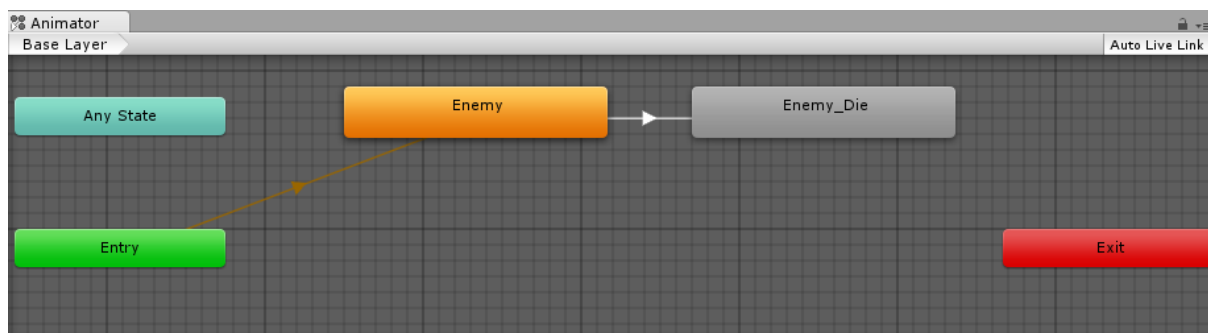 Animator
Base Layer
Auto Live Link
Any State
Enemy
Enemy_Die
Entry
Exit